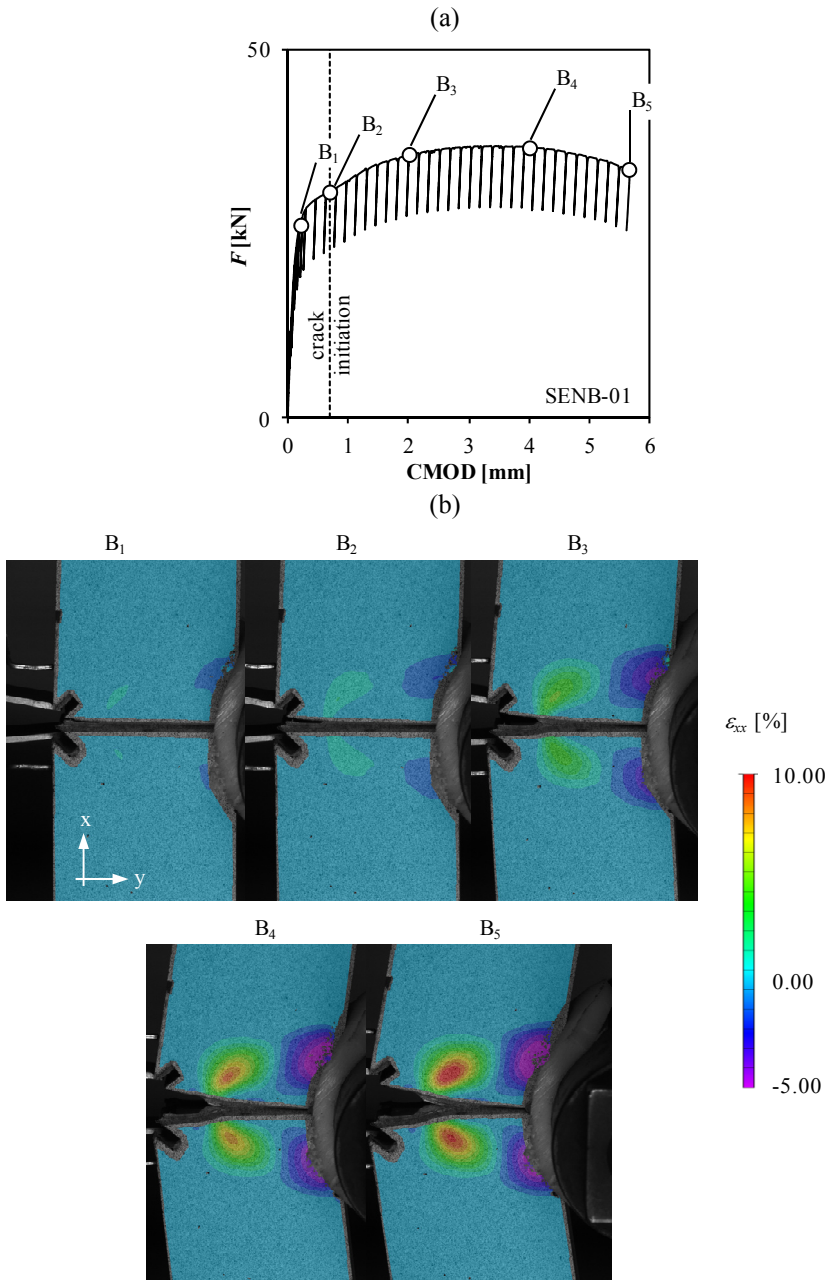 (a)
50
B₁
B₂
B₃
B₄
B₅
F [kN]
crack
initiation
SENB-01
0
0 1 2 3 4 5 6
CMOD [mm]
(b)
B₁ B₂ B₃
x
y
εxx [%]
10.00
0.00
-5.00
B₄ B₅